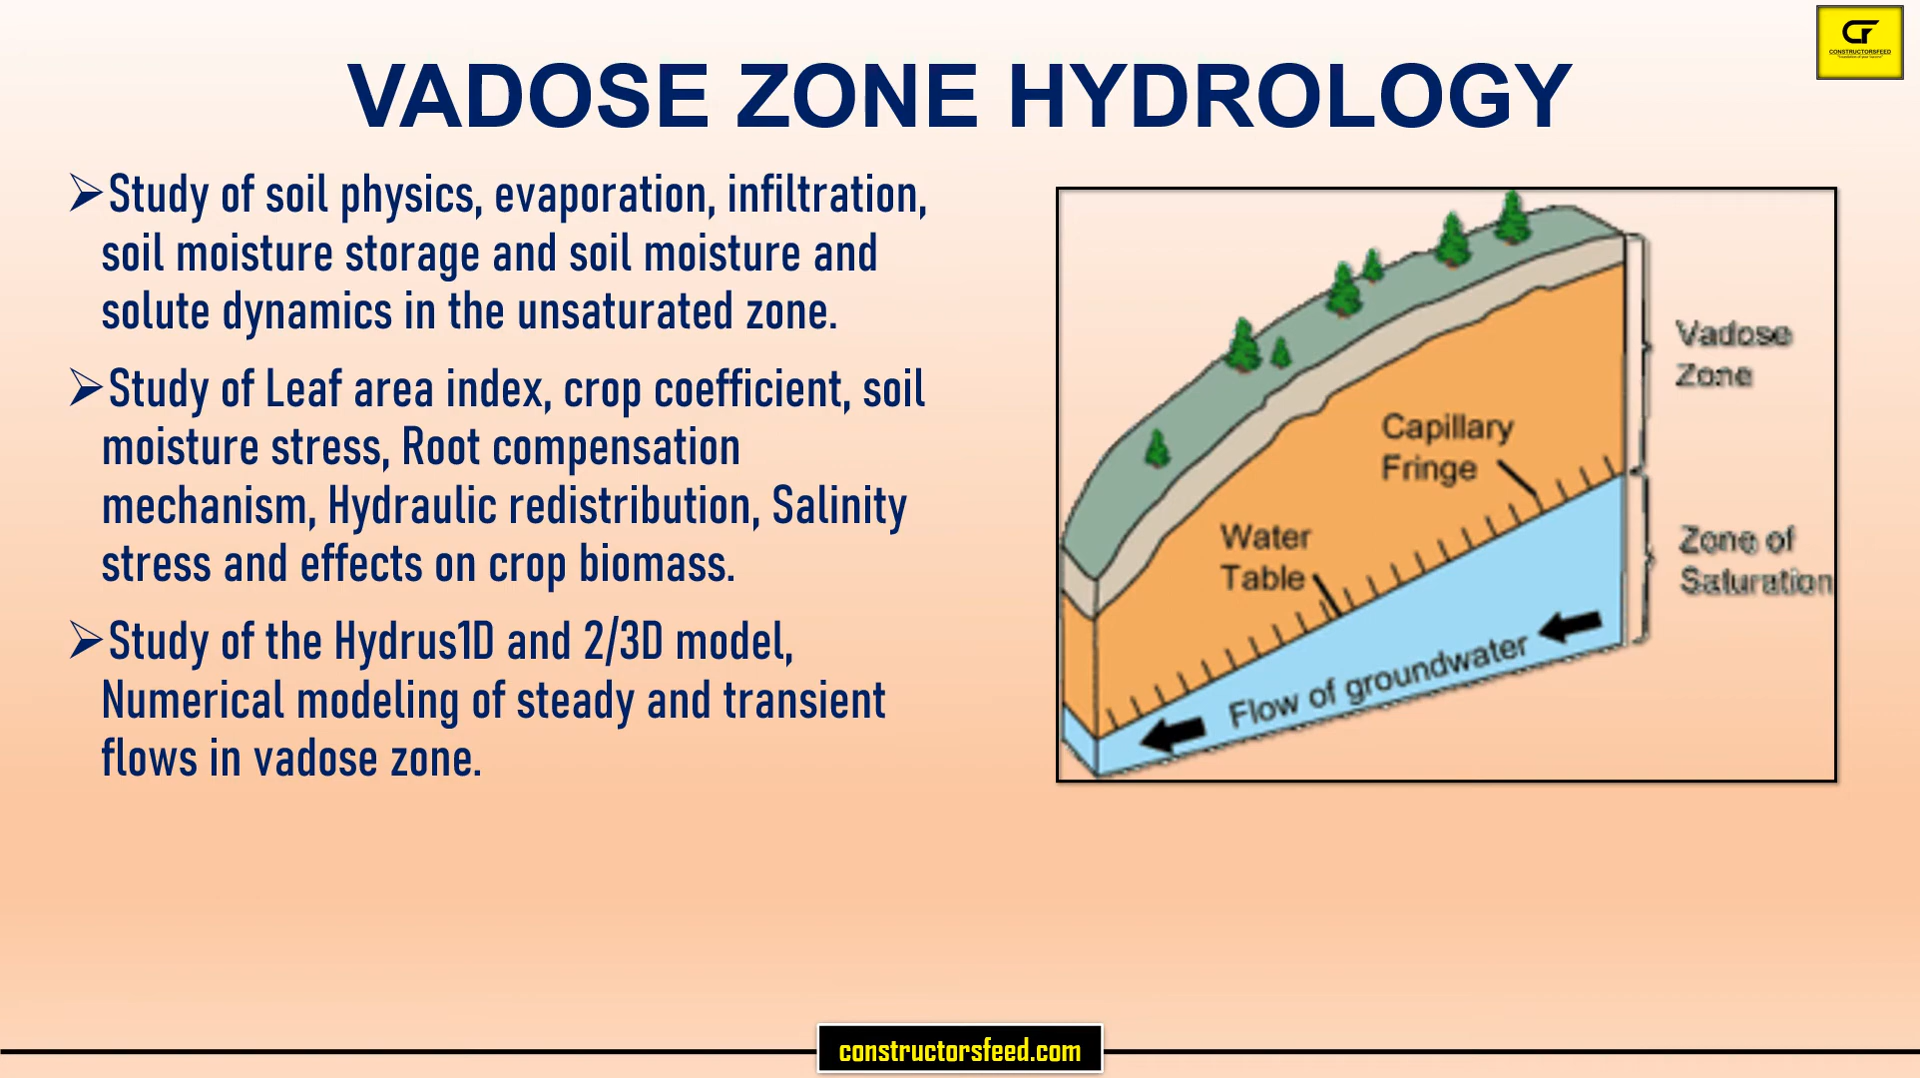 CONSTRUCTORSFEED
VADOSE ZONE HYDROLOGY
➢Study of soil physics, evaporation, infiltration,
soil moisture storage and soil moisture and
solute dynamics in the unsaturated zone.
➢Study of Leaf area index, crop coefficient, soil
moisture stress, Root compensation
mechanism, Hydraulic redistribution, Salinity
stress and effects on crop biomass.
➢Study of the Hydrus1D and 2/3D model,
Numerical modeling of steady and transient
flows in vadose zone.
Vadose
Zone
Capillary
Fringe
Water
Table
Zone of
Saturation
Flow of groundwater
constructorsfeed.com